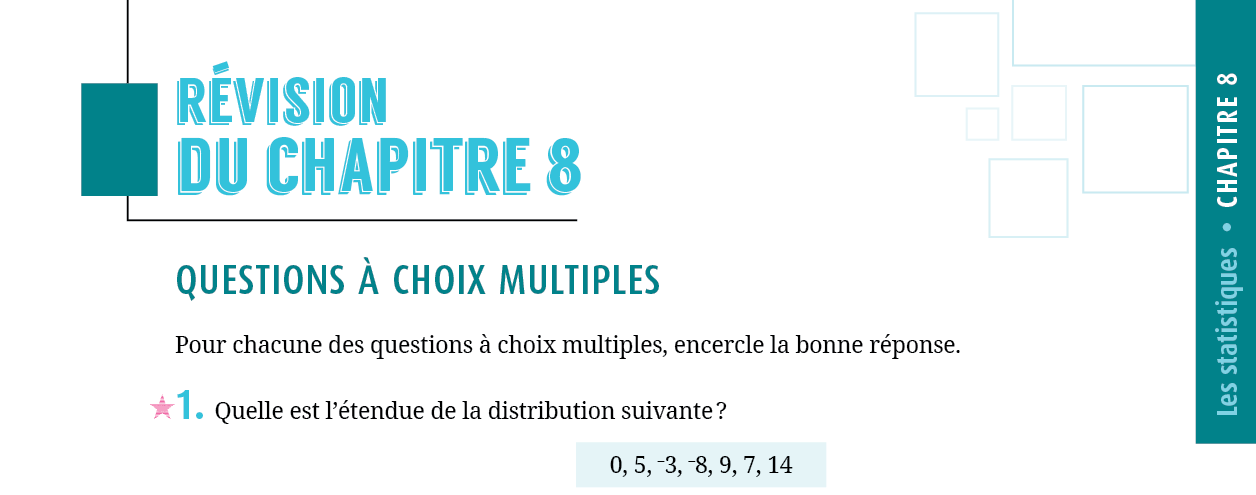 RÉVISION
DU CHAPITRE 8
QUESTIONS À CHOIX MULTIPLES
Pour chacune des questions à choix multiples, encercle la bonne réponse.
1. Quelle est l’étendue de la distribution suivante ?
0, 5, ⁻3, ⁻8, 9, 7, 14
Les statistiques • CHAPITRE 8